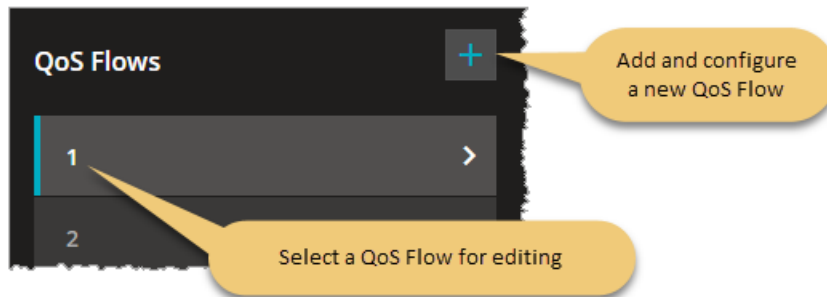 QoS Flows
+
Add and configure
a new QoS Flow
1
2
Select a QoS Flow for editing